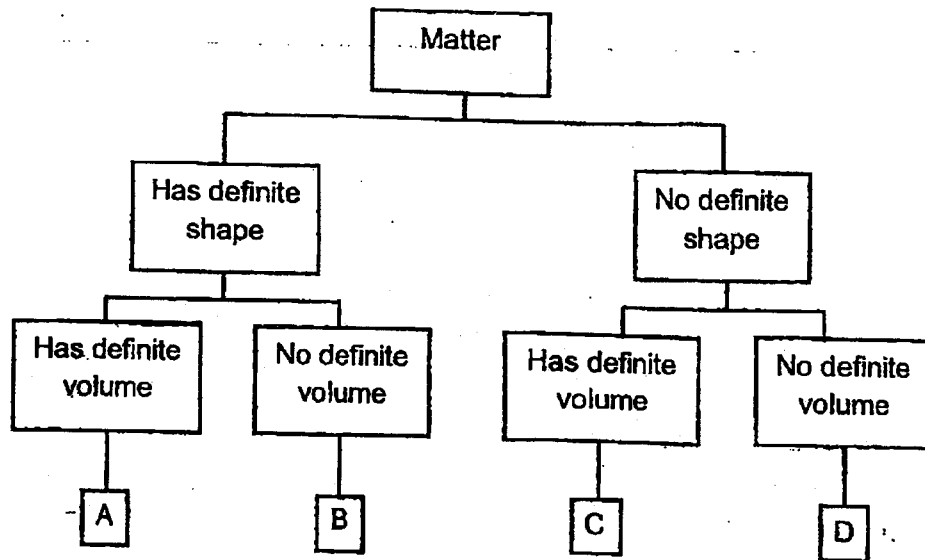 Matter
Has definite
shape
No definite
shape
Has definite
volume
No definite
volume
Has definite
volume
No definite
volume
A
B
C
D